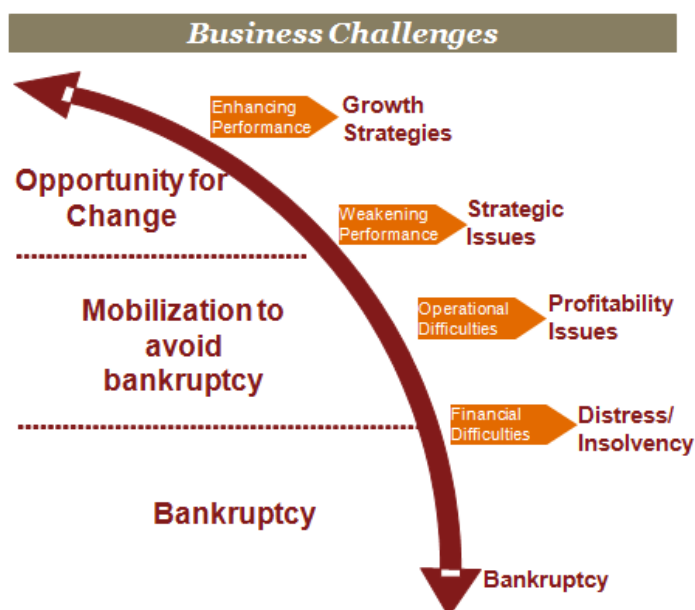 Business Challenges
Enhancing
Performance
Growth
Strategies
Opportunity for
Change
Weakening
Performance
Strategic
Issues
Mobilization to
avoid
bankruptcy
Operational
Difficulties
Profitability
Issues
Financial
Difficulties
Distress/
Insolvency
Bankruptcy
Bankruptcy